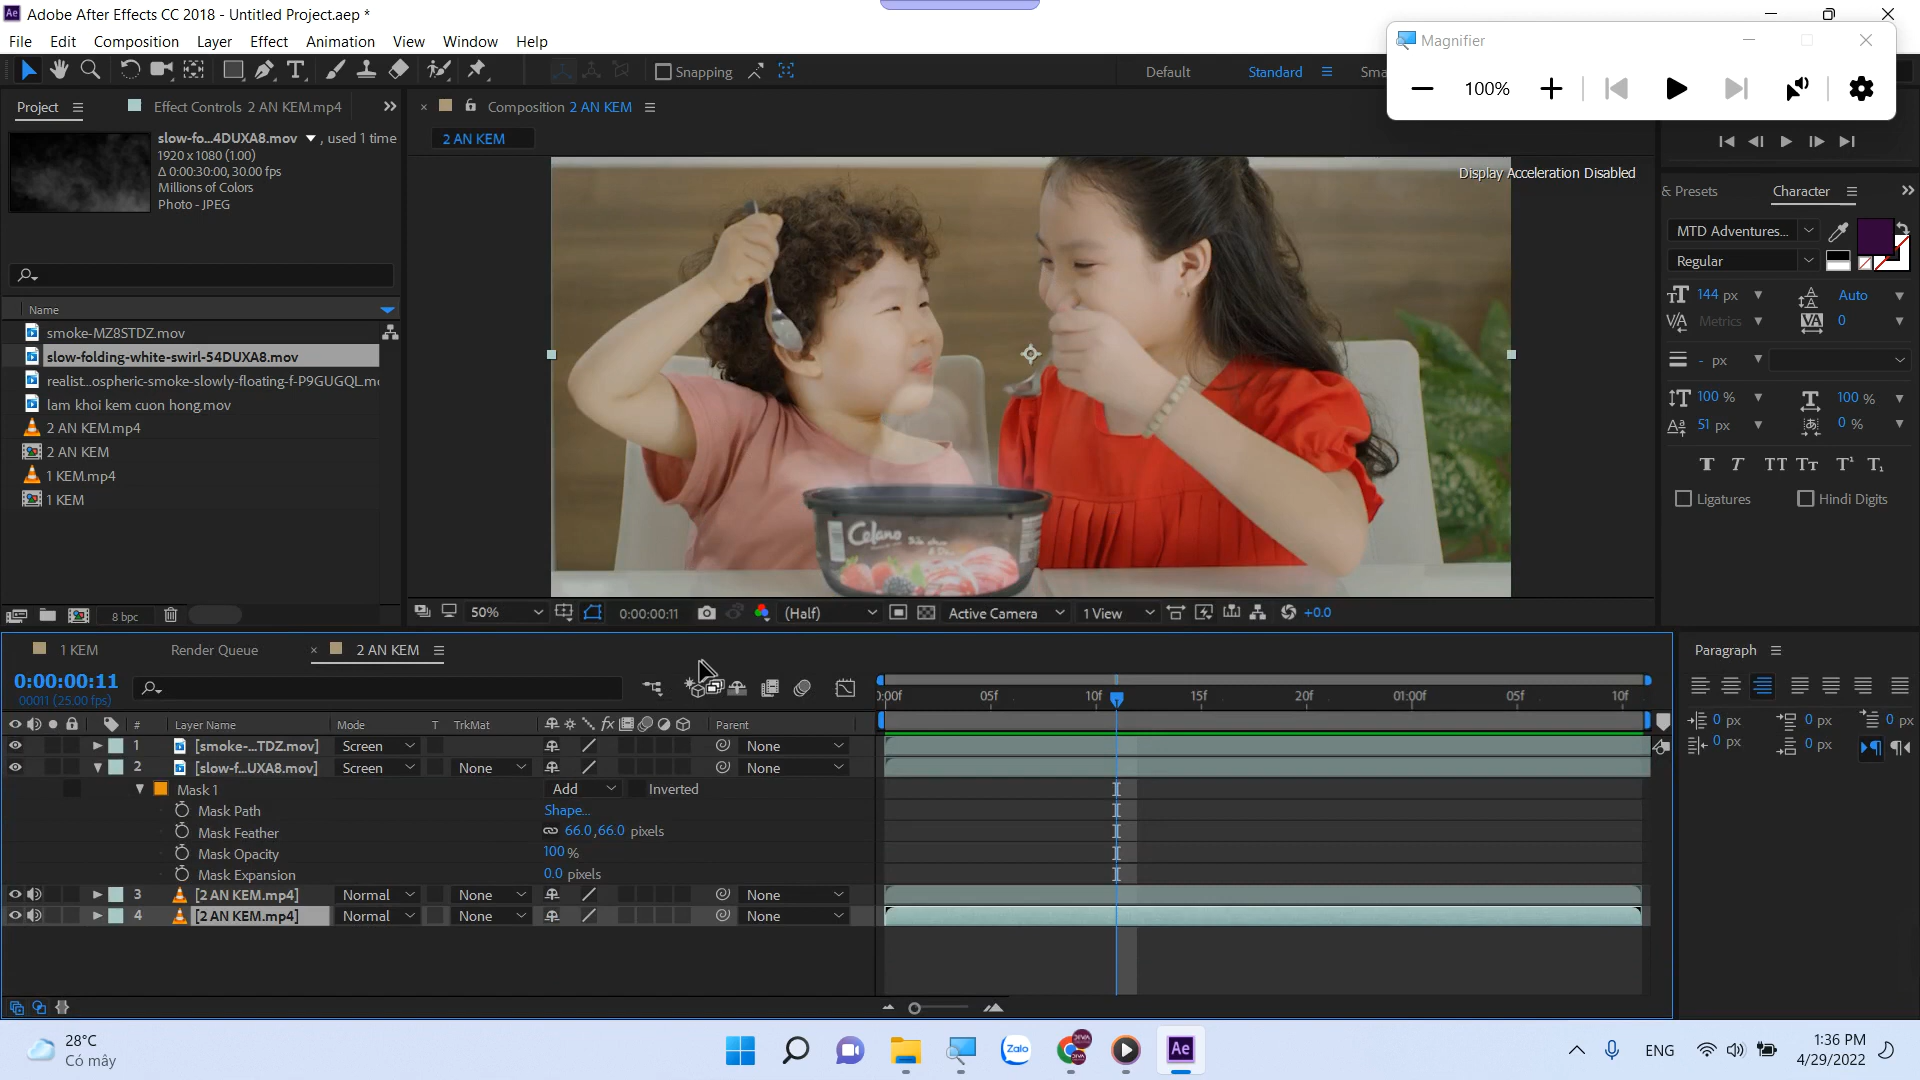 Adobe After Effects CC 2018 - Untitled Project.aep *
File Edit Composition Layer Effect Animation View Window Help
Magnifier
100%
Snapping
Default Standard Sma
Project
Effect Controls 2 AN KEM.mp4
Composition 2 AN KEM
2 AN KEM
slow-fo...4DUXA8.mov , used 1 time
1920 x 1080 (1.00)
Δ 0:00:30:00, 30.00 fps
Millions of Colors
Photo - JPEG
Display Acceleration Disabled
Celano
& Presets
Character
MTD Adventures...
Regular
144 px
Auto
Metrics
0
- px
100 %
100 %
51 px
0 %
Ligatures
Hindi Digits
Name
smoke-MZ8STDZ.mov
slow-folding-white-swirl-54DUXA8.mov
realist...ospheric-smoke-slowly-floating-f-P9GUGQL.mo
lam khoi kem cuon hong.mov
2 AN KEM.mp4
2 AN KEM
1 KEM.mp4
1 KEM
8 bpc
50%
0:00:00:11
(Half)
Active Camera
1 View
+0.0
1 KEM
Render Queue
2 AN KEM
0:00:00:11
00011 (25.00 fps)
0:00f 05f 10f 15f 20f 01:00f 05f 10f
# Layer Name Mode T TrkMat Parent
1 [smoke-...TDZ.mov] Screen None
2 [slow-f...UXA8.mov] Screen None None
Mask 1 Add Inverted
Mask Path Shape...
Mask Feather 66.0,66.0 pixels
Mask Opacity 100 %
Mask Expansion 0.0 pixels
3 [2 AN KEM.mp4] Normal None None
4 [2 AN KEM.mp4] Normal None None
Paragraph
0 px 0 px 0 px
0 px 0 px
28°C
Có mây
Zalo
Ae
ENG
1:36 PM
4/29/2022